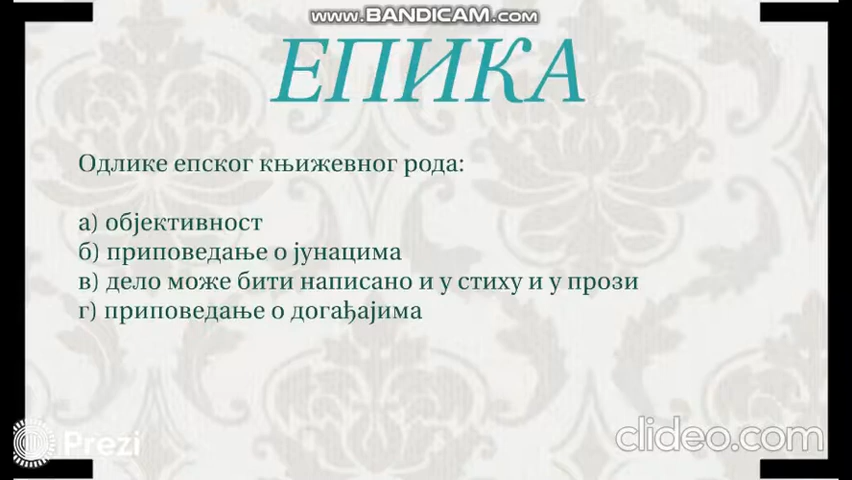 www.BANDICAM.com
ЕПИКА
Одлике епског књижевног рода:
а) објективност
б) приповедање о јунацима
в) дело може бити написано и у стиху и у прози
г) приповедање о догађајима
Prezi
clideo.com